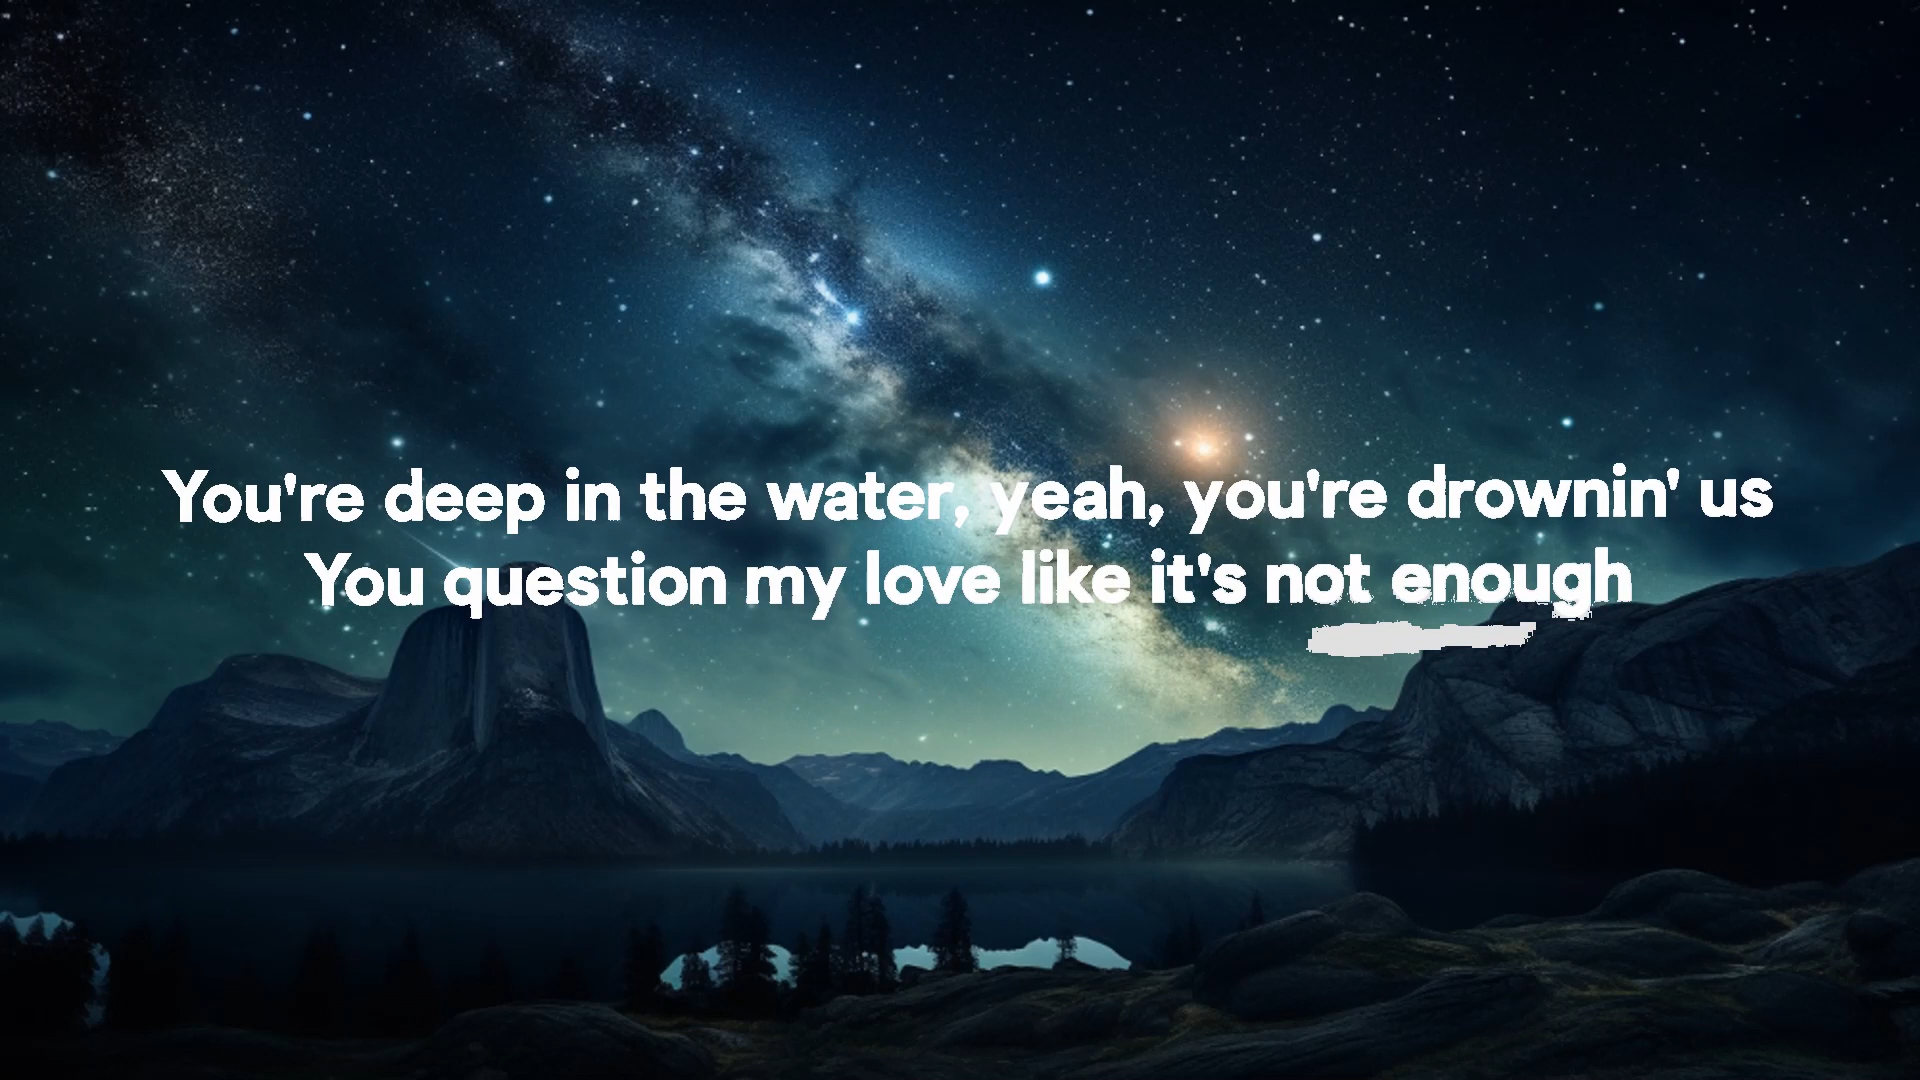 You're deep in the water, yeah, you're drownin' us
You question my love like it's not enough